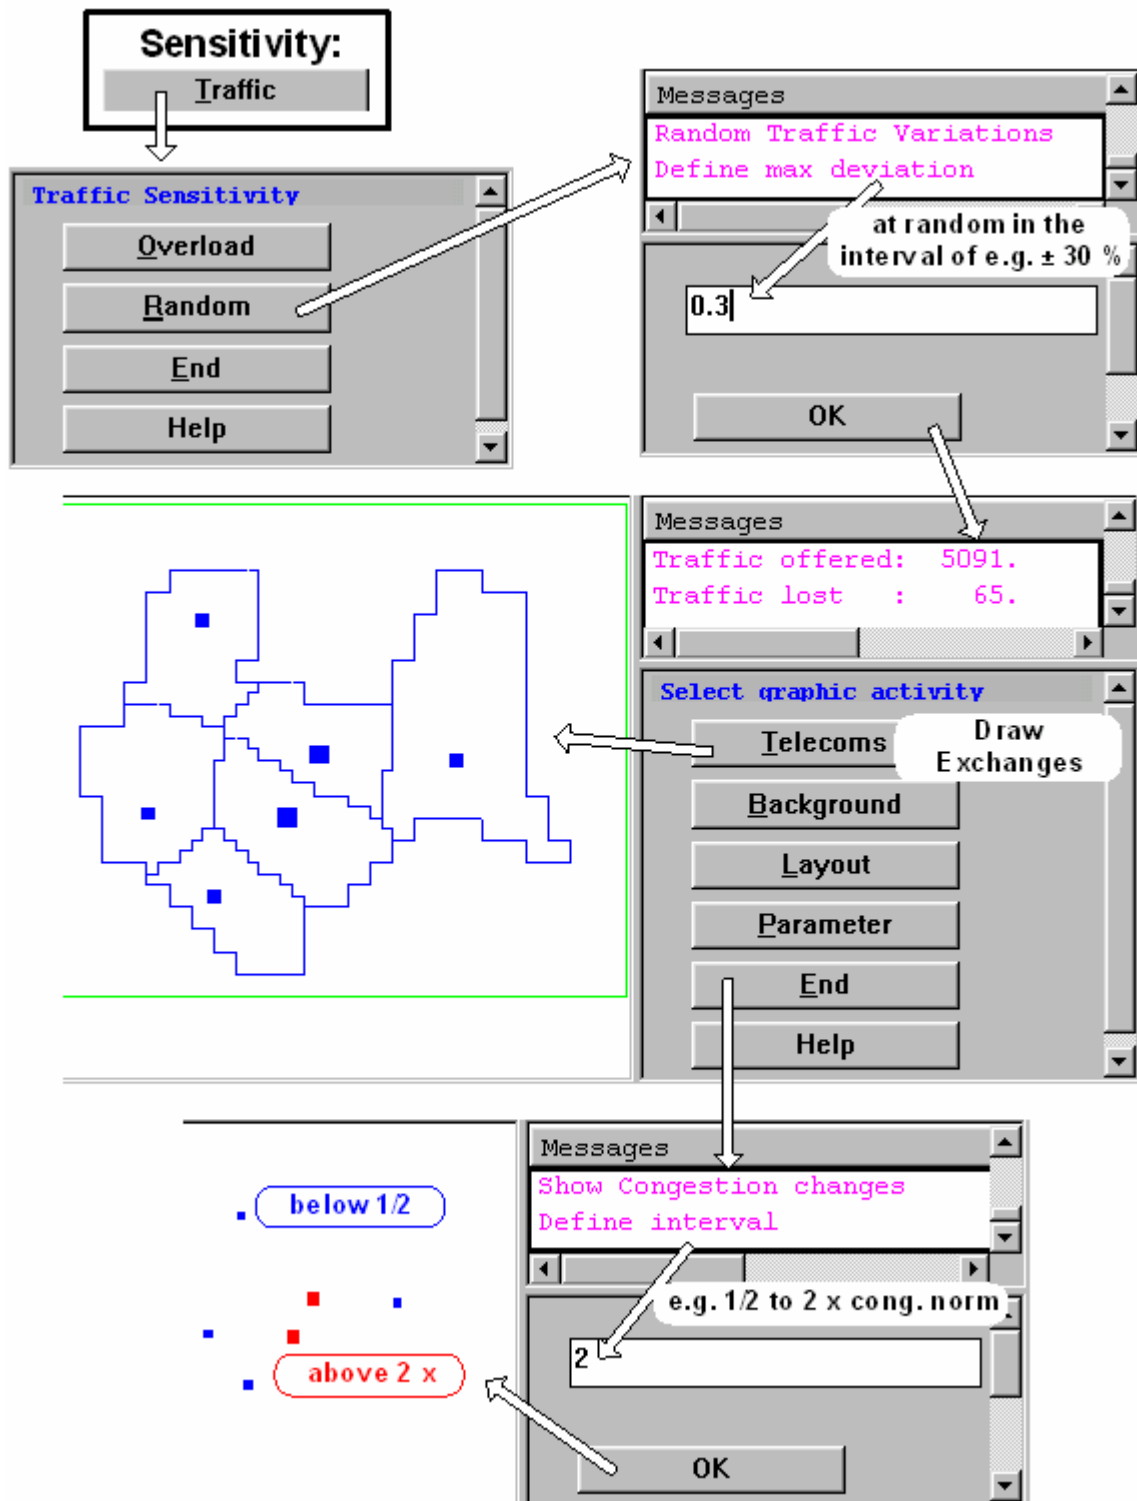 Sensitivity:
Traffic
Traffic Sensitivity
Overload
Random
End
Help
Messages
Random Traffic Variations
Define max deviation
at random in the
interval of e.g. ± 30 %
0.3
OK
Messages
Traffic offered: 5091.
Traffic lost : 65.
Select graphic activity
Telecoms
Draw
Exchanges
Background
Layout
Parameter
End
Help
Messages
Show Congestion changes
Define interval
e.g. 1/2 to 2 x cong. norm
2
OK
below 1/2
above 2 x